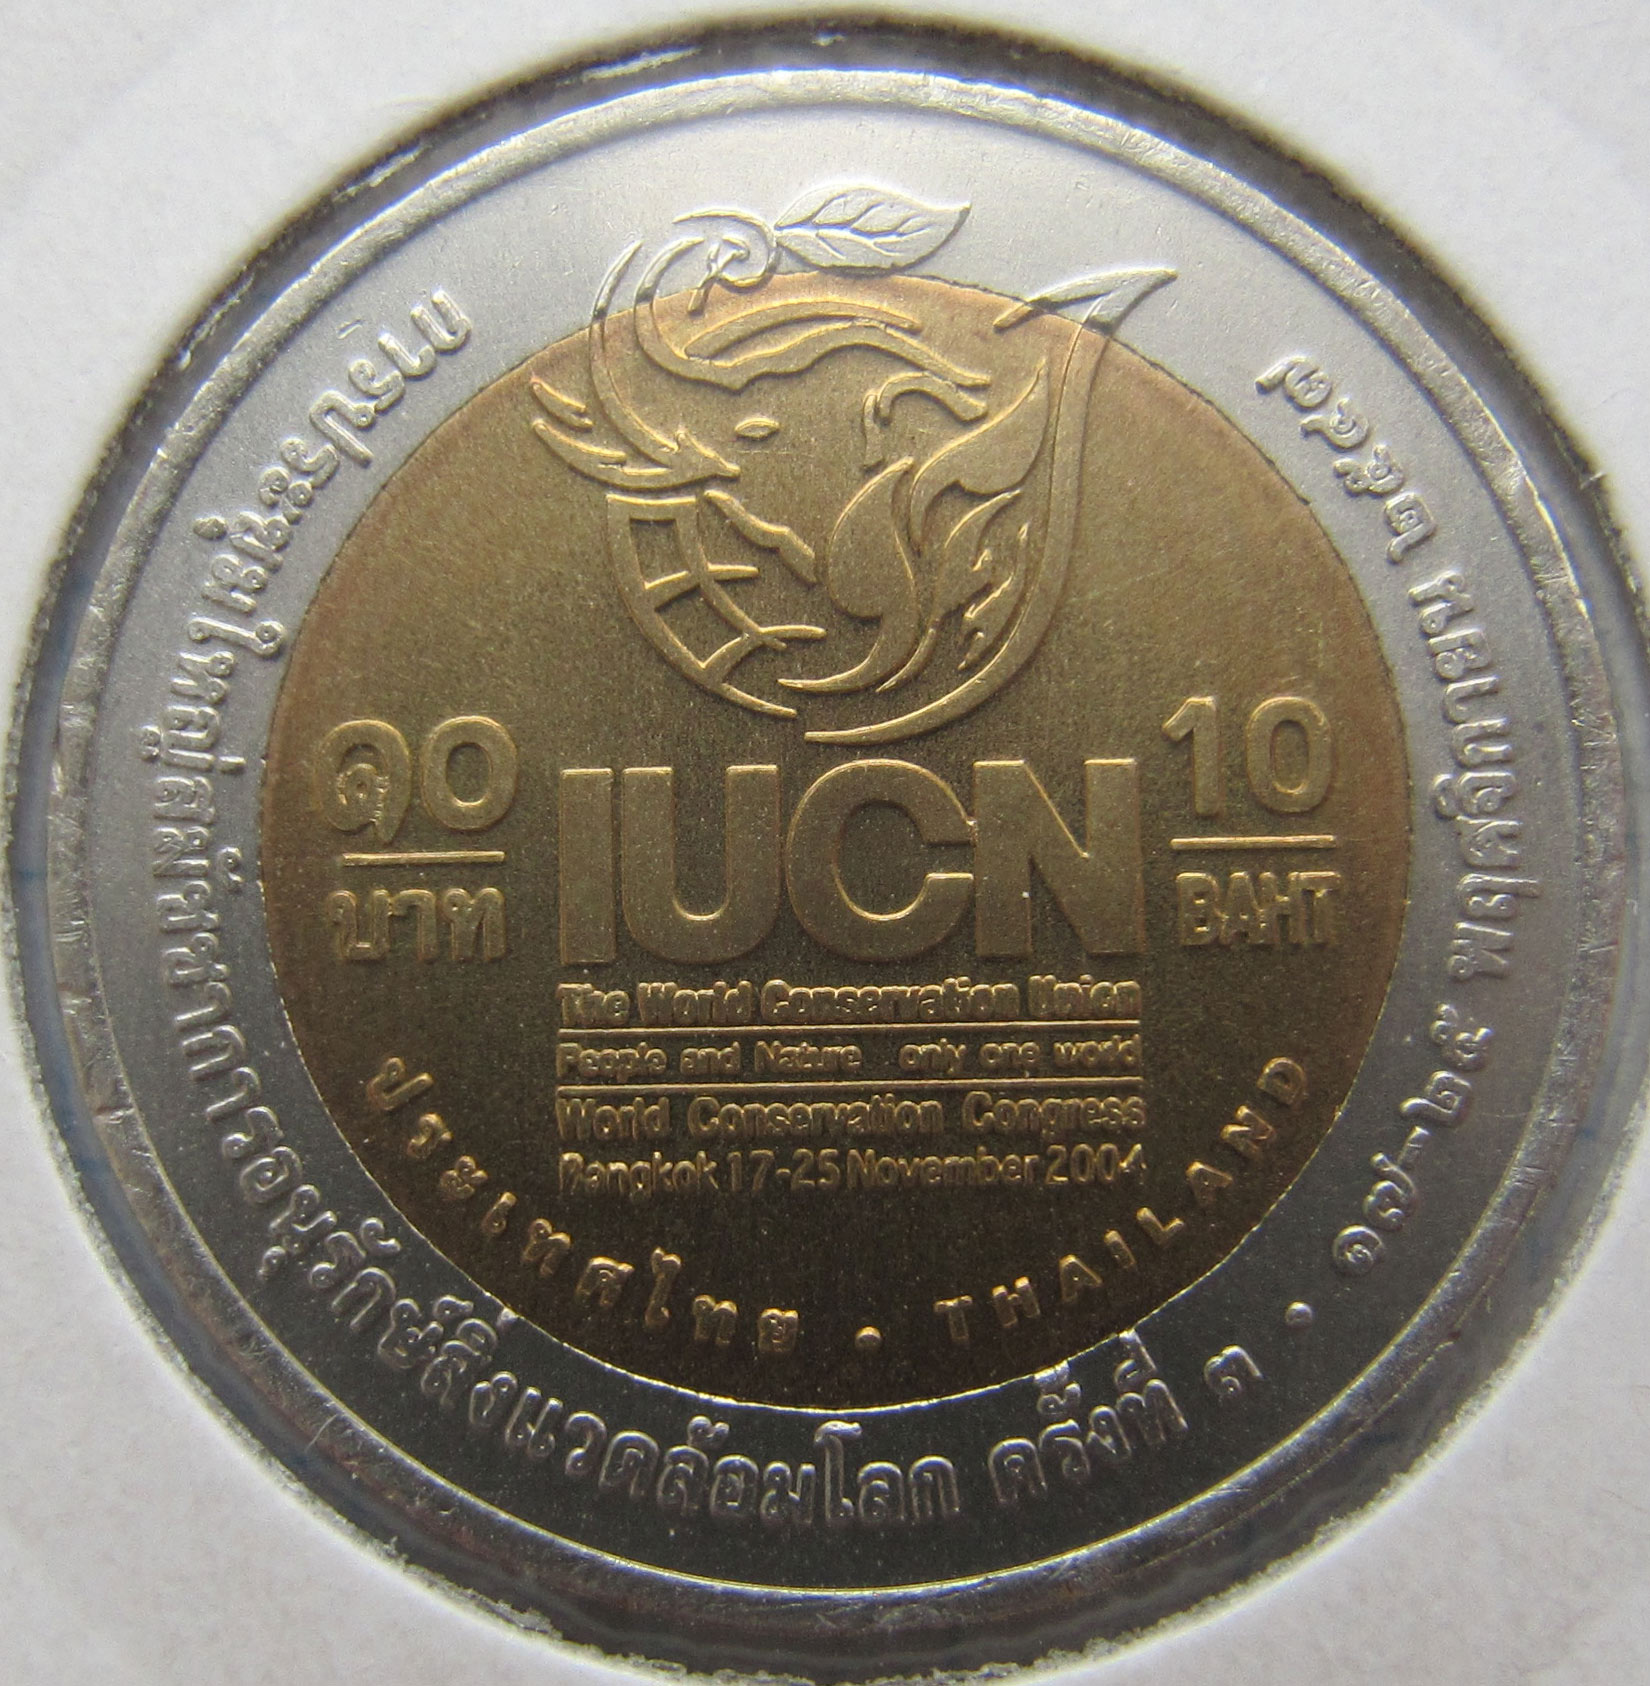 การประชุมใหญ่สมัชชาการอนุรักษ์สิ่งแวดล้อมโลก ครั้งที่ ๓ • ๑๗-๒๕ พฤศจิกายน ๒๕๔๗
๑๐
บาท
IUCN
10
BAHT
The World Conservation Union
People and Nature only one world
World Conservation Congress
Bangkok 17-25 November 2004
ประเทศไทย • THAILAND